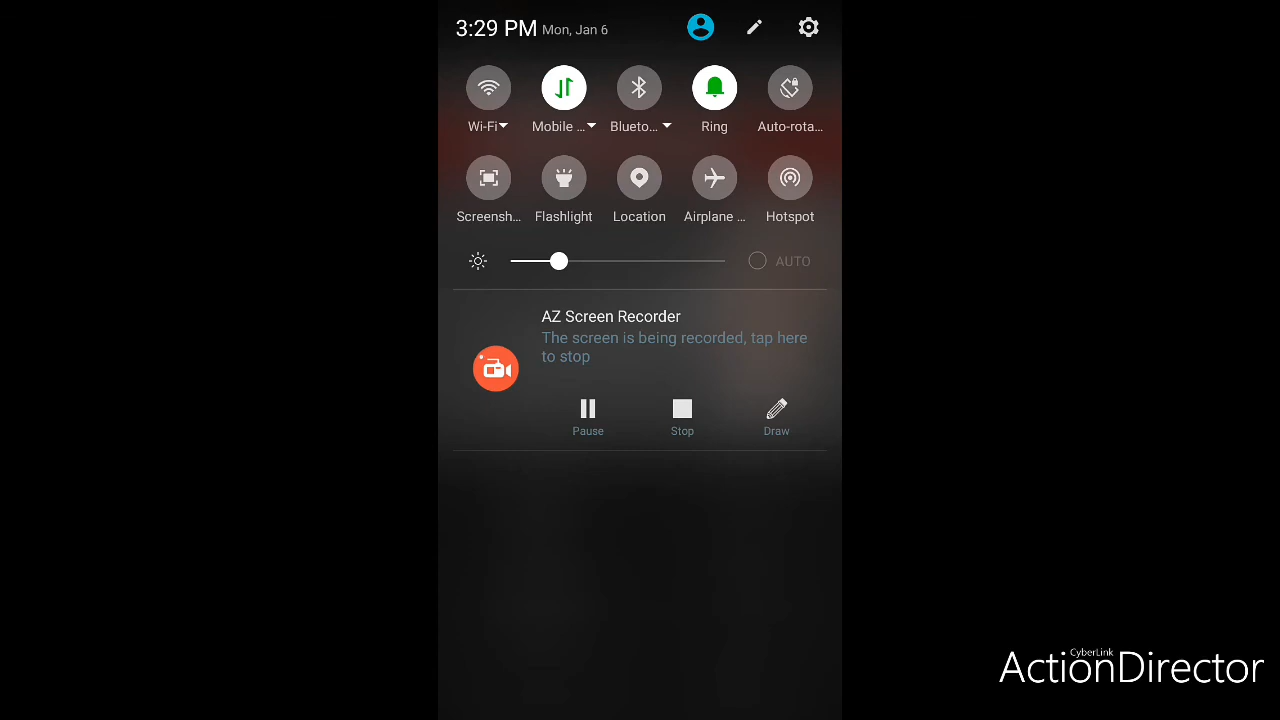 3:29 PM Mon, Jan 6
Wi-Fi Mobile ... Blueto... Ring Auto-rota...
Screensh... Flashlight Location Airplane ... Hotspot
AUTO
AZ Screen Recorder
The screen is being recorded, tap here
to stop
Pause Stop Draw
CyberLink
ActionDirector